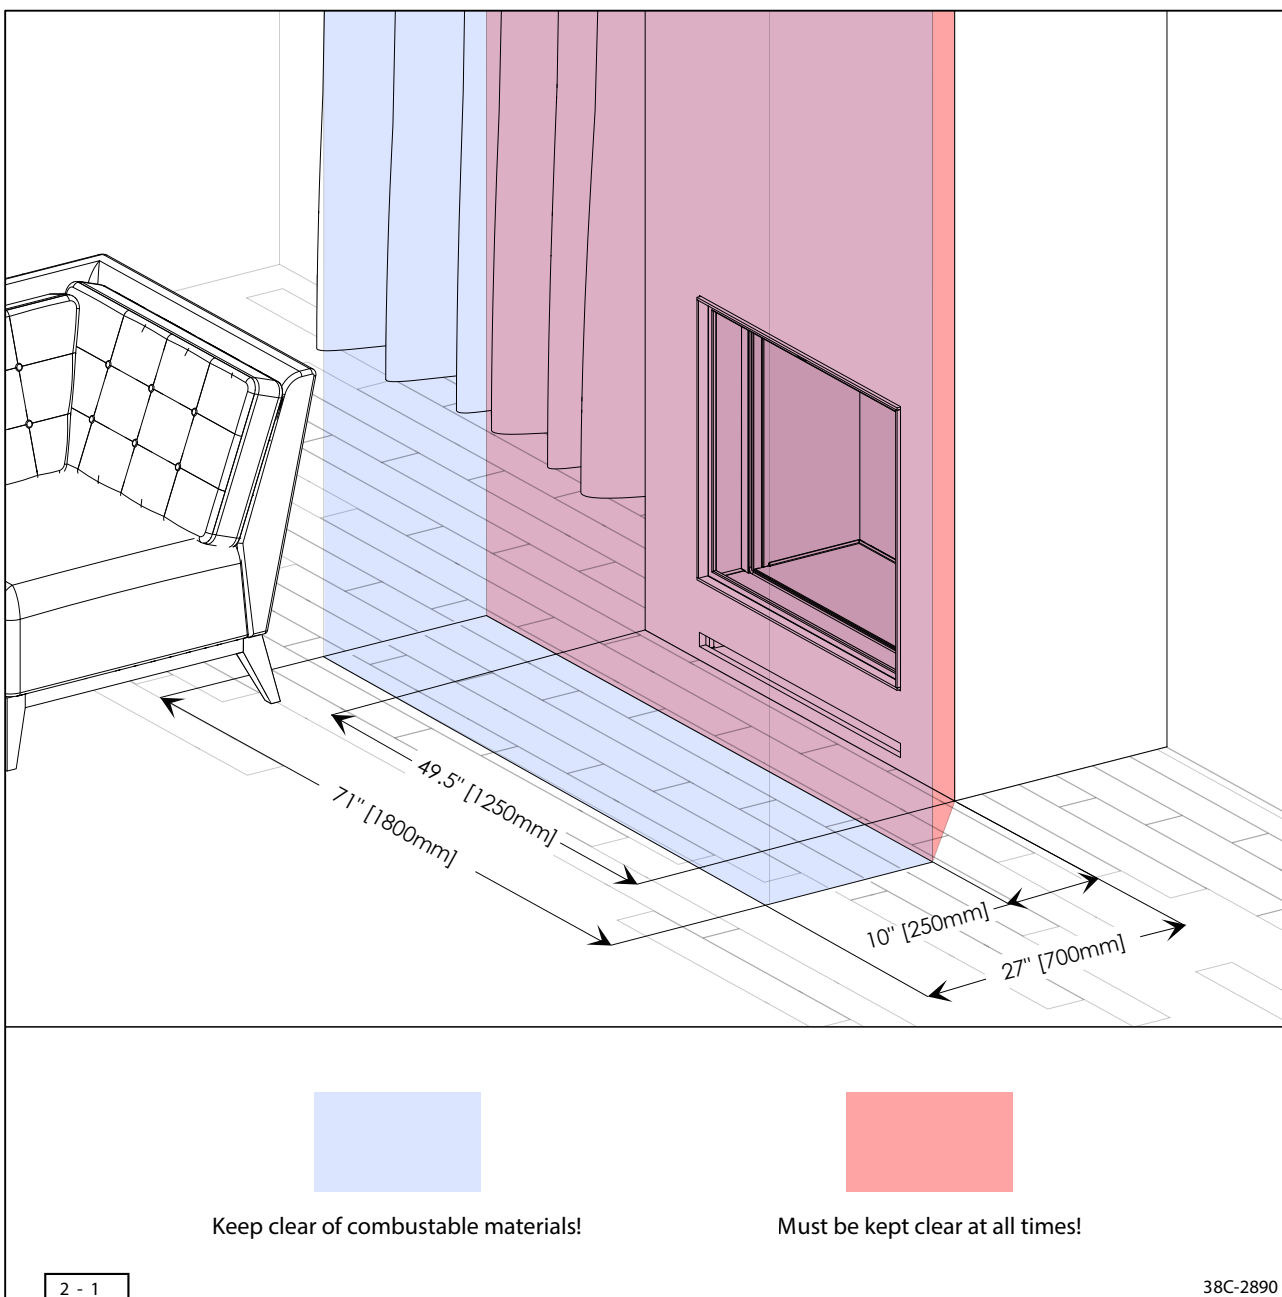 49.5" [1250mm]
71" [1800mm]
10" [250mm]
27" [700mm]
Keep clear of combustable materials!
Must be kept clear at all times!
2 - 1
38C-2890